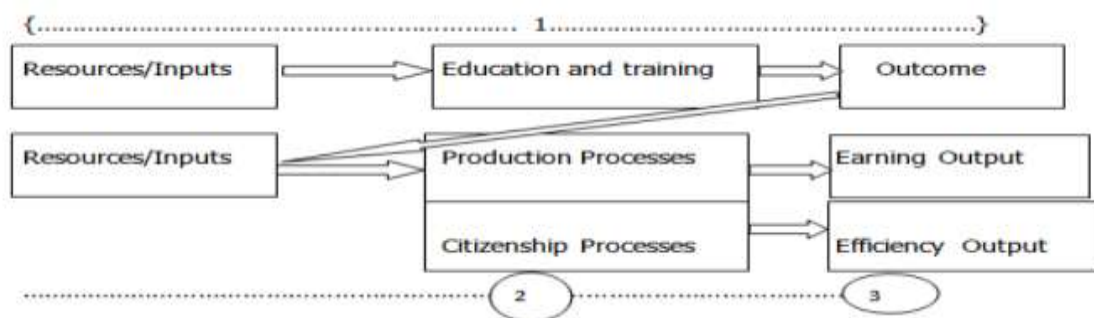 {.......................................................... 1.......................................................}
Resources/Inputs Education and training Outcome
Resources/Inputs Production Processes Earning Output
Citizenship Processes Efficiency Output
2 3